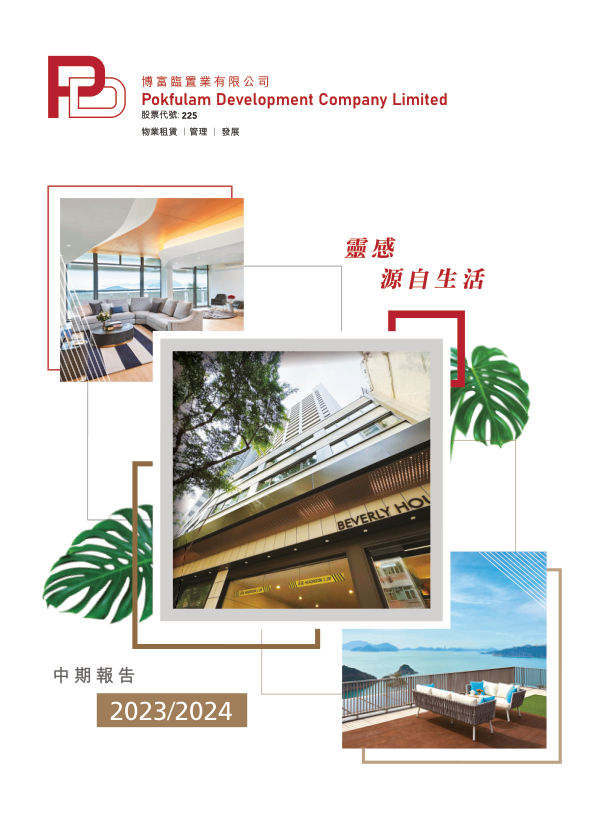 博富臨置業有限公司
Pokfulam Development Company Limited
股票代號: 225
物業租賃 | 管理 | 發展
靈感
源自生活
BEVERLY HOU
中期報告
2023/2024